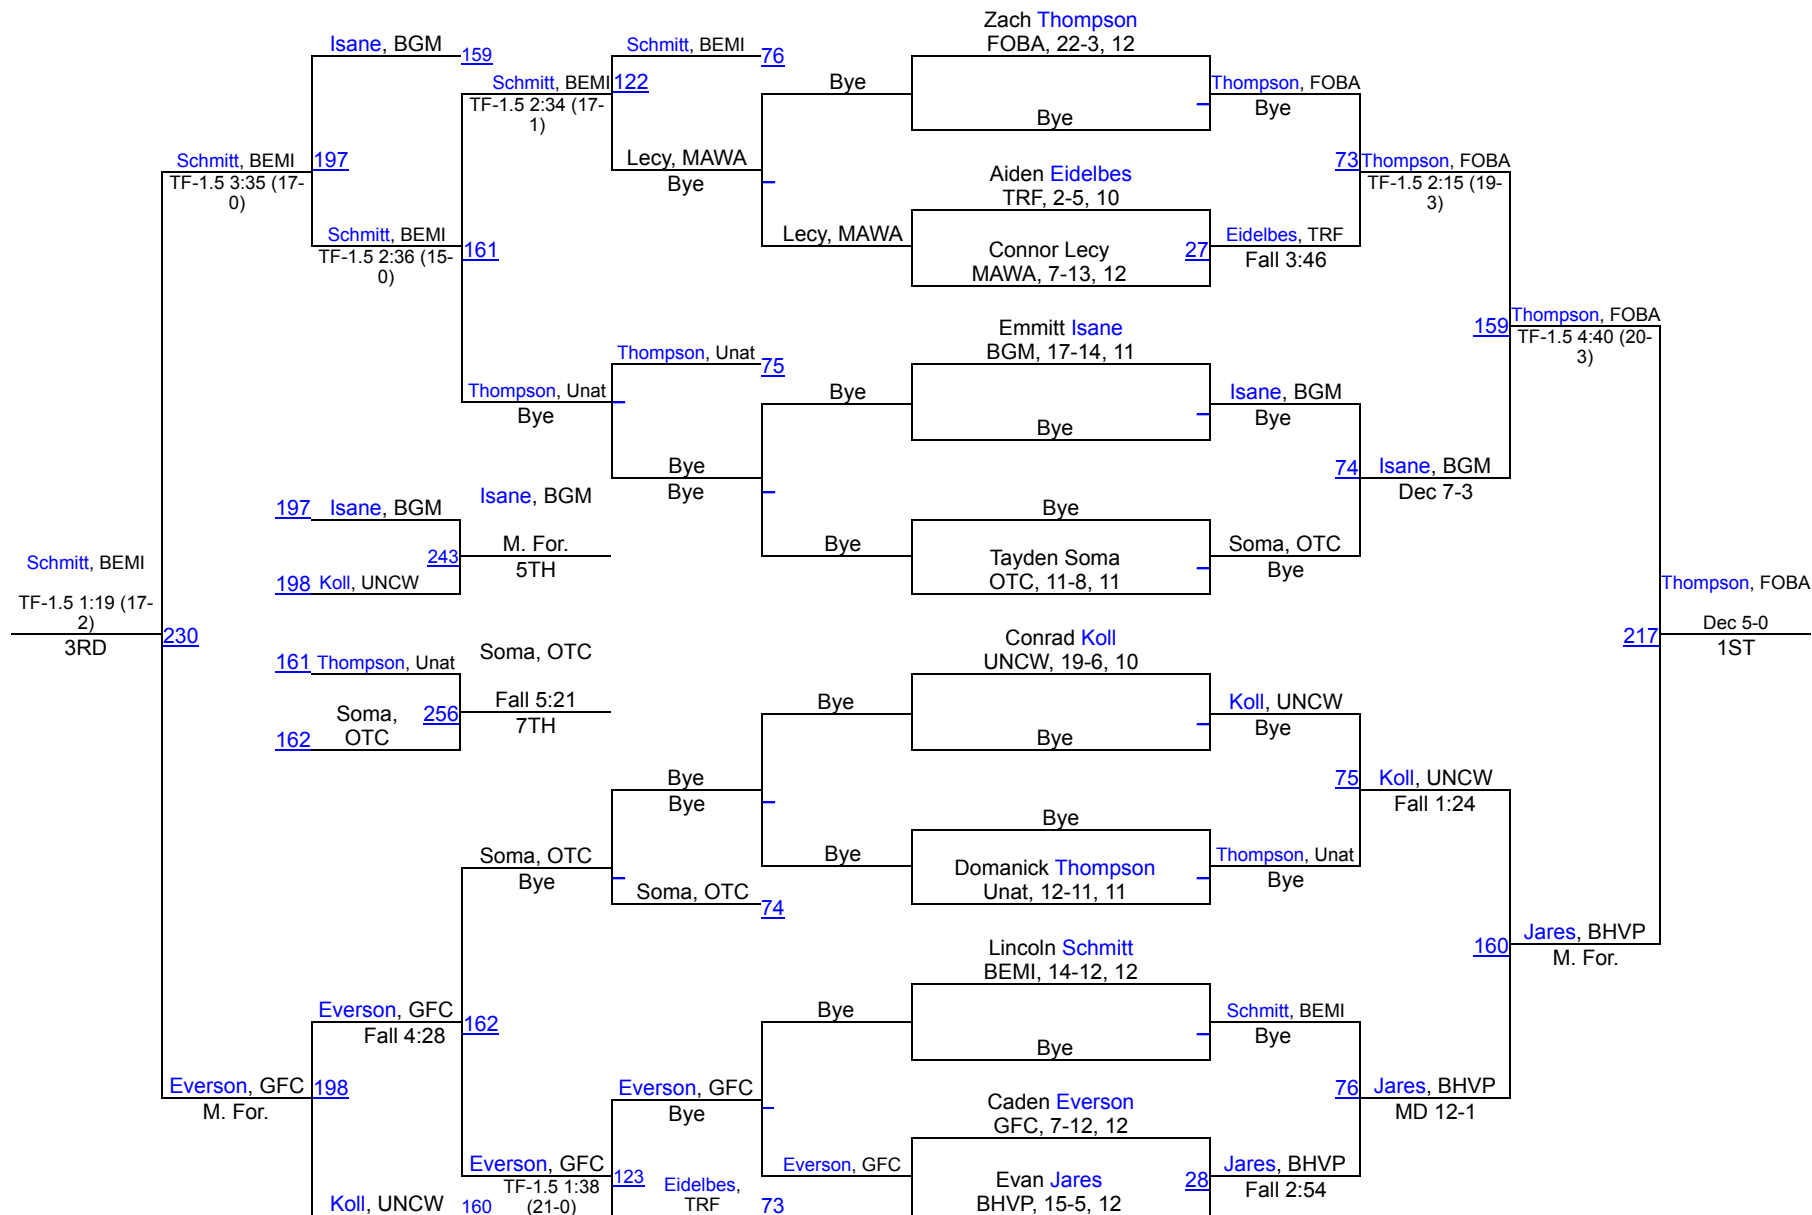 Zach Thompson
FOBA, 22-3, 12
Isane, BGM
159
Schmitt, BEMI
76
Schmitt, BEMI
122
TF-1.5 2:34 (17-
1)
Bye
Thompson, FOBA
Bye
Bye
Schmitt, BEMI
197
TF-1.5 3:35 (17-
0)
Lecy, MAWA
Bye
Aiden Eidelbes
TRF, 2-5, 10
73
Thompson, FOBA
TF-1.5 2:15 (19-
3)
Schmitt, BEMI
161
TF-1.5 2:36 (15-
0)
Lecy, MAWA
Connor Lecy
MAWA, 7-13, 12
27
Eidelbes, TRF
Fall 3:46
Emmitt Isane
BGM, 17-14, 11
159
Thompson, FOBA
TF-1.5 4:40 (20-
3)
Thompson, Unat
75
Thompson, Unat
Bye
Bye
Isane, BGM
Bye
Bye
Bye
Bye
74
Isane, BGM
Dec 7-3
197
Isane, BGM
Isane, BGM
243
M. For.
5TH
198
Koll, UNCW
Bye
Bye
Tayden Soma
OTC, 11-8, 11
Soma, OTC
Bye
Schmitt, BEMI
TF-1.5 1:19 (17-
2)
3RD
230
Thompson, FOBA
217
Dec 5-0
1ST
161
Thompson, Unat
Soma, OTC
256
Fall 5:21
7TH
162
Soma,
OTC
Conrad Koll
UNCW, 19-6, 10
Bye
Koll, UNCW
Bye
Bye
Bye
Bye
75
Koll, UNCW
Fall 1:24
Soma, OTC
Bye
Bye
Bye
Domanick Thompson
Unat, 12-11, 11
Thompson, Unat
Bye
Soma, OTC
74
Lincoln Schmitt
BEMI, 14-12, 12
160
Jares, BHVP
M. For.
Everson, GFC
162
Fall 4:28
Bye
Schmitt, BEMI
Bye
Bye
Everson, GFC
198
M. For.
Everson, GFC
Bye
Caden Everson
GFC, 7-12, 12
76
Jares, BHVP
MD 12-1
Everson, GFC
123
TF-1.5 1:38
(21-0)
Everson, GFC
Evan Jares
BHVP, 15-5, 12
28
Jares, BHVP
Fall 2:54
Koll, UNCW
160
Eidelbes,
TRF
73